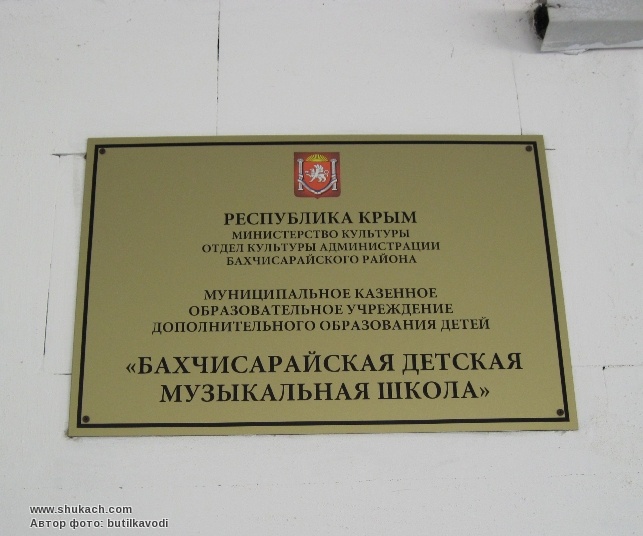 РЕСПУБЛИКА КРЫМ
МИНИСТЕРСТВО КУЛЬТУРЫ
ОТДЕЛ КУЛЬТУРЫ АДМИНИСТРАЦИИ
БАХЧИСАРАЙСКОГО РАЙОНА
МУНИЦИПАЛЬНОЕ КАЗЕННОЕ
ОБРАЗОВАТЕЛЬНОЕ УЧРЕЖДЕНИЕ
ДОПОЛНИТЕЛЬНОГО ОБРАЗОВАНИЯ ДЕТЕЙ
«БАХЧИСАРАЙСКАЯ ДЕТСКАЯ
МУЗЫКАЛЬНАЯ ШКОЛА»
www.shukach.com
Автор фото: butilkavodi